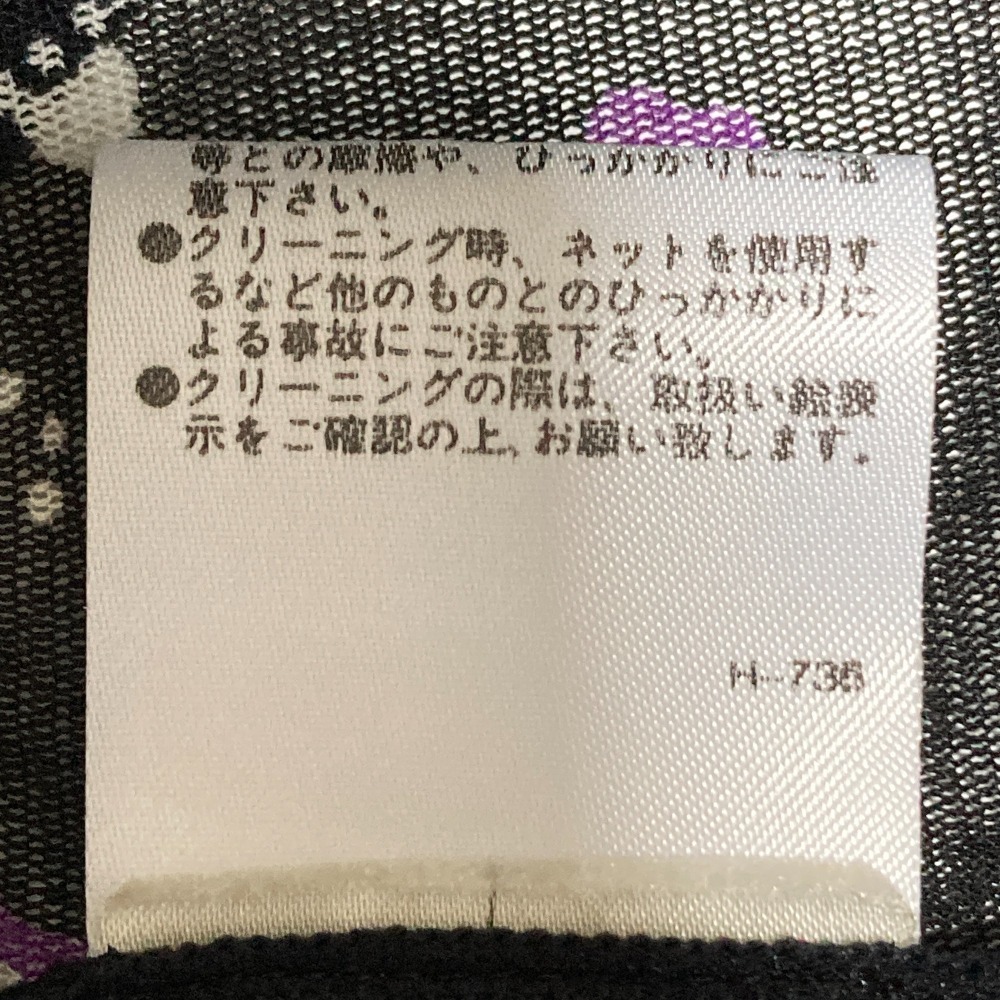 等との摩擦や、ひっかかりにご注
意下さい。
●クリーニング時、ネットを使用す
るなど他のものとのひっかかりに
よる事故にご注意下さい。
●クリーニングの際は、取扱い絵表
示をご確認の上、お願い致します。
H-736